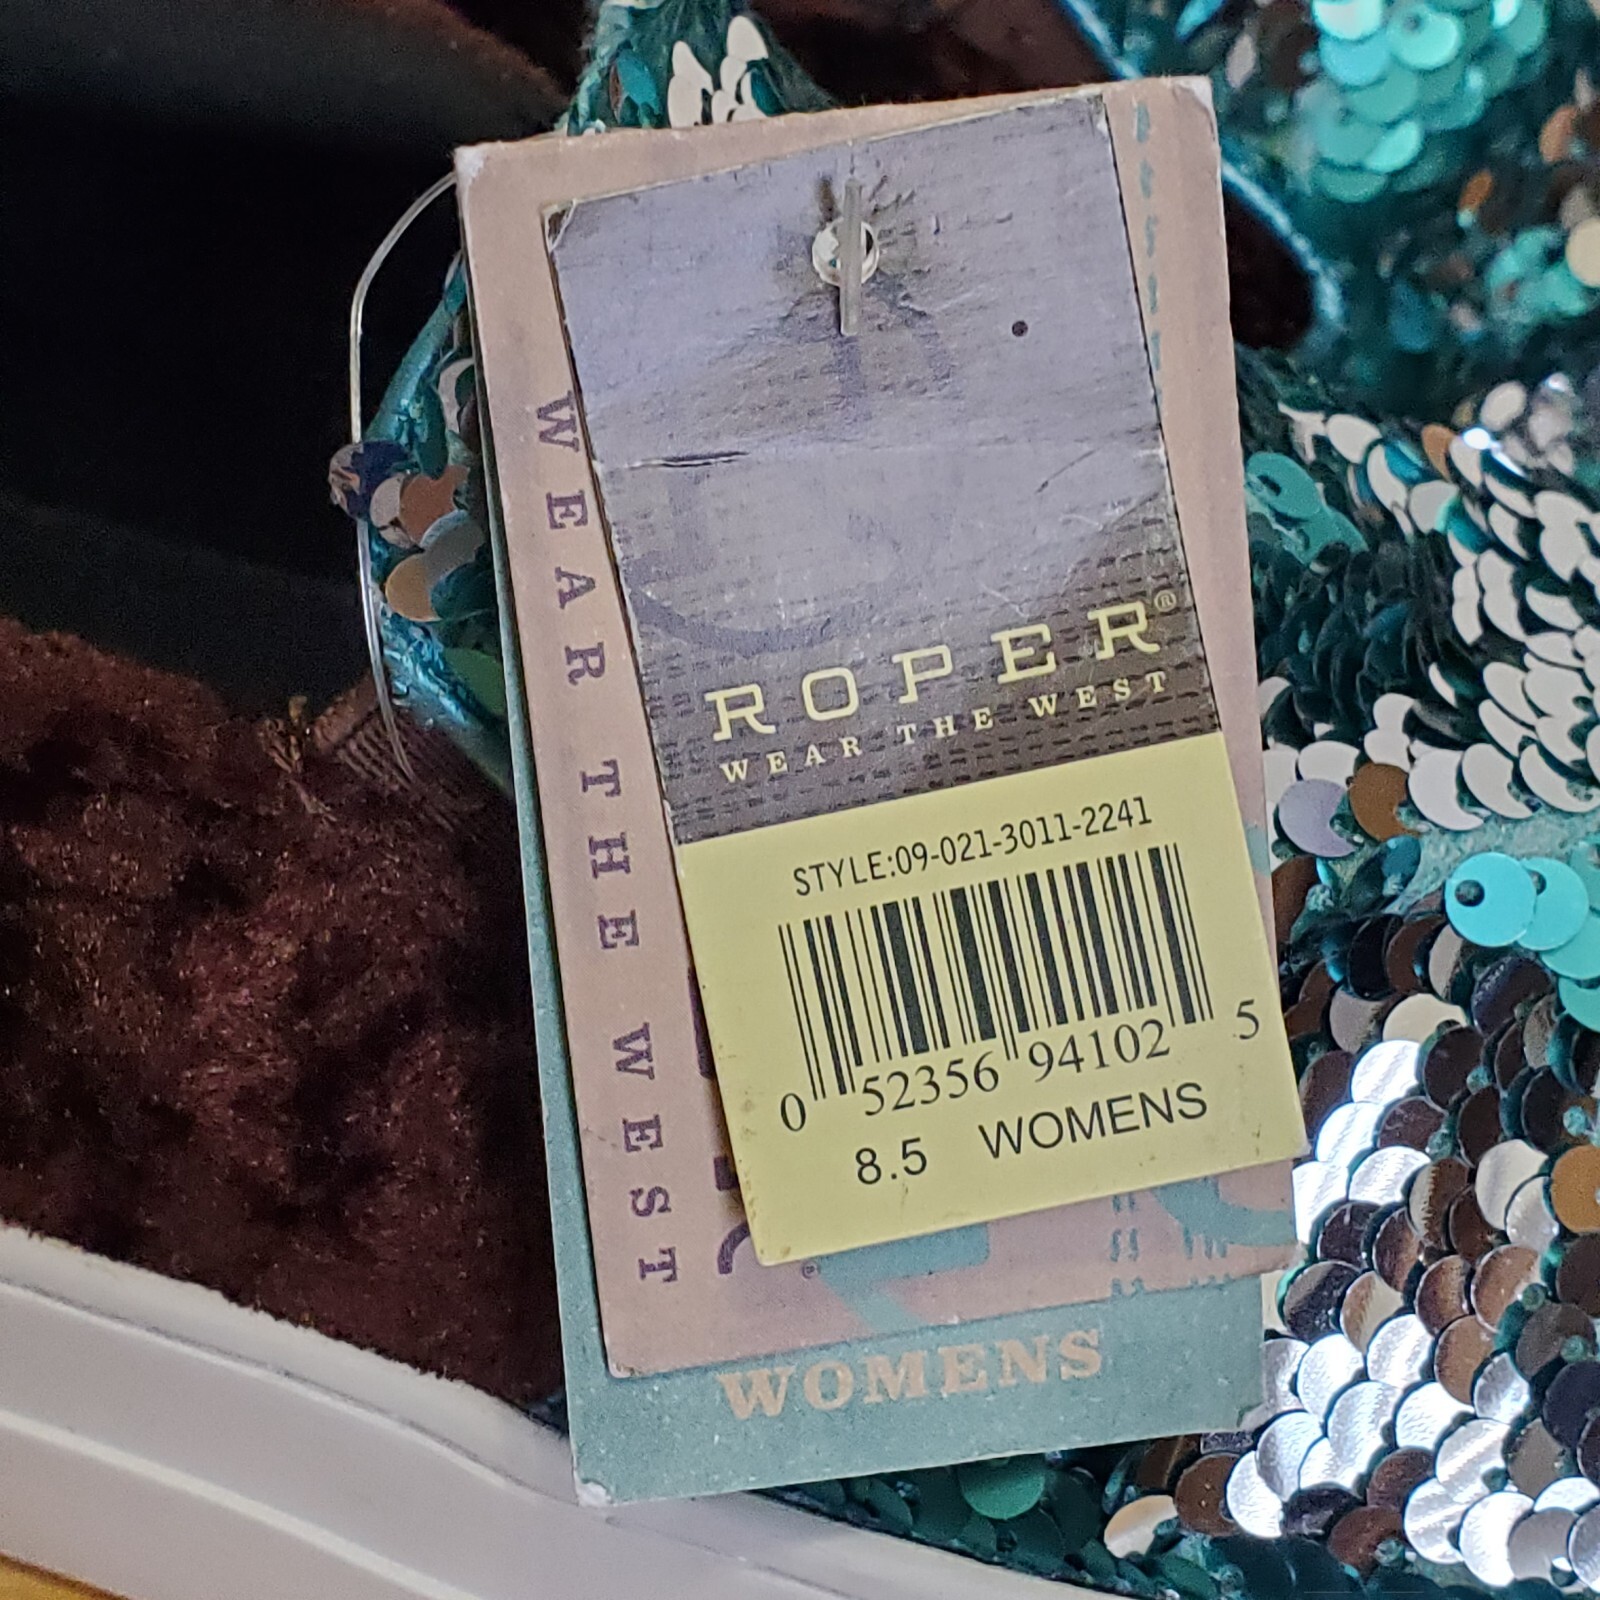 WEAR THE WEST
ROPER®
WEAR THE WEST
STYLE:09-021-3011-2241
0 52356 94102 5
8.5 WOMENS
®
WOMENS